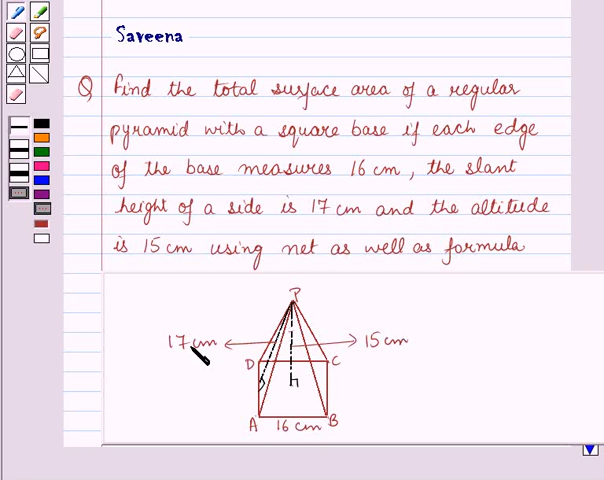 Saveena
Q Find the total surface area of a regular
pyramid with a square base if each edge
of the base measures 16 cm, the slant
height of a side is 17 cm and the altitude
is 15 cm using net as well as formula
P
17 cm
15 cm
D
C
h
A
16 cm
B